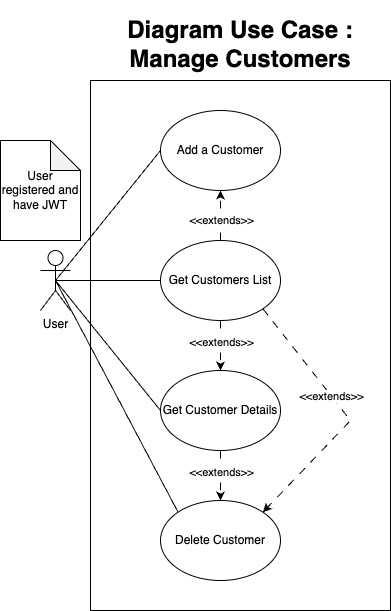 Diagram Use Case :
Manage Customers
Add a Customer
User
registered and
have JWT
<<extends>>
Get Customers List
User
<<extends>>
<<extends>>
Get Customer Details
<<extends>>
Delete Customer